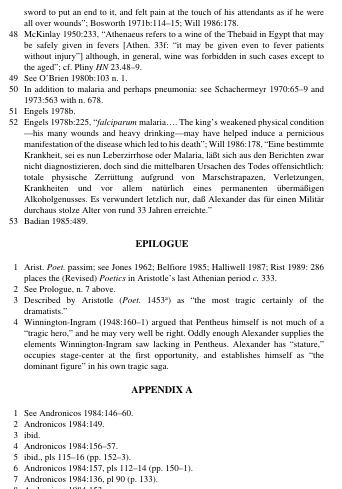 sword to put an end to it, and felt pain at the touch of his attendants as if he were
all over wounds”; Bosworth 1971b:114–15; Will 1986:178.
48 McKinlay 1950:233, “Athenaeus refers to a wine of the Thebaid in Egypt that may
be safely given in fevers [Athen. 33f: “it may be given even to fever patients
without injury”] although, in general, wine was forbidden in such cases except to
the aged”; cf. Pliny HN 23.48–9.
49 See O’Brien 1980b:103 n. 1.
50 In addition to malaria and perhaps pneumonia: see Schachermeyr 1970:65–9 and
1973:563 with n. 678.
51 Engels 1978b.
52 Engels 1978b:225, “falciparum malaria…. The king’s weakened physical condition
—his many wounds and heavy drinking—may have helped induce a pernicious
manifestation of the disease which led to his death”; Will 1986:178, “Eine bestimmte
Krankheit, sei es nun Leberzirrhose oder Malaria, läßt sich aus den Berichten zwar
nicht diagnostizieren, doch sind die mittelbaren Ursachen des Todes offensichtlich:
totale physische Zerrüttung aufgrund von Marschstrapazen, Verletzungen,
Krankheiten und vor allem natürlich eines permanenten übermäßigen
Alkoholgenusses. Es verwundert letzlich nur, daß Alexander das für einen Militär
durchaus stolze Alter von rund 33 Jahren erreichte.”
53 Badian 1985:489.
EPILOGUE
1 Arist. Poet. passim; see Jones 1962; Belfiore 1985; Halliwell 1987; Rist 1989: 286
places the (Revised) Poetics in Aristotle’s last Athenian period c. 333.
2 See Prologue, n. 7 above.
3 Described by Aristotle (Poet. 1453ᵃ) as “the most tragic certainly of the
dramatists.”
4 Winnington-Ingram (1948:160–1) argued that Pentheus himself is not much of a
“tragic hero,” and he may very well be right. Oddly enough Alexander supplies the
elements Winnington-Ingram saw lacking in Pentheus. Alexander has “stature,”
occupies stage-center at the first opportunity, and establishes himself as “the
dominant figure” in his own tragic saga.
APPENDIX A
1 See Andronicos 1984:146–60.
2 Andronicos 1984:149.
3 ibid.
4 Andronicos 1984:156–57.
5 ibid., pls 115–16 (pp. 152–3).
6 Andronicos 1984:157, pls 112–14 (pp. 150–1).
7 Andronicos 1984:136, pl 90 (p. 133).